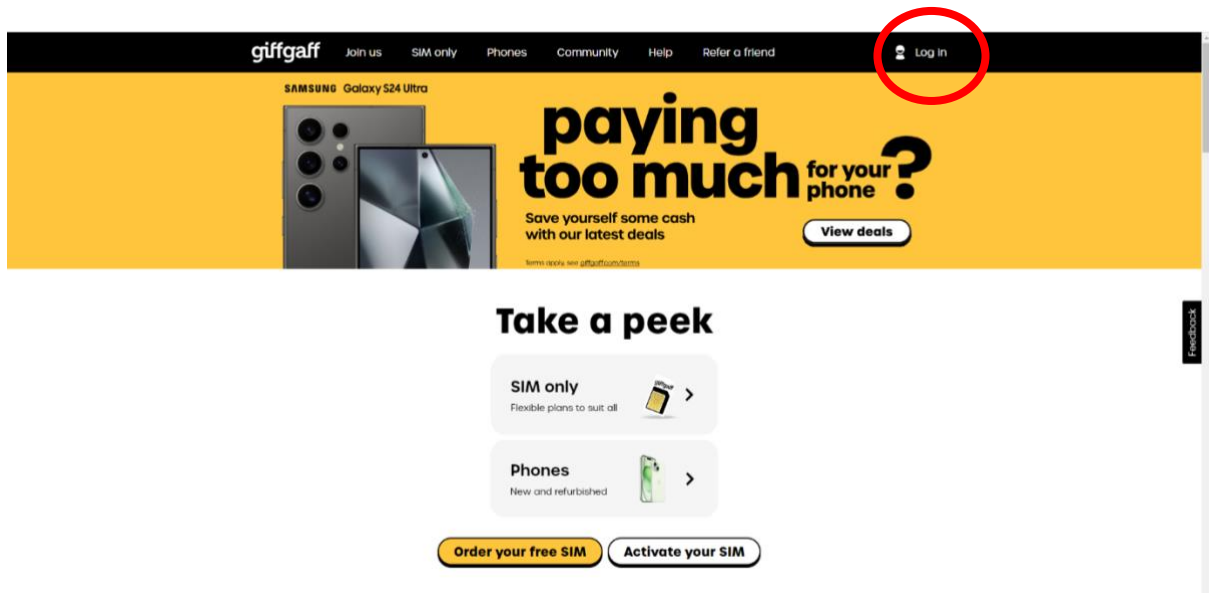 giffgaff Join us SIM only Phones Community Help Refer a friend Log in
SAMSUNG Galaxy S24 Ultra
paying
too much for your phone ?
Save yourself some cash
with our latest deals
View deals
Terms apply, see giffgaff.com/terms
Feedback
Take a peek
SIM only
Flexible plans to suit all
giffgaff
Phones
New and refurbished
Order your free SIM Activate your SIM